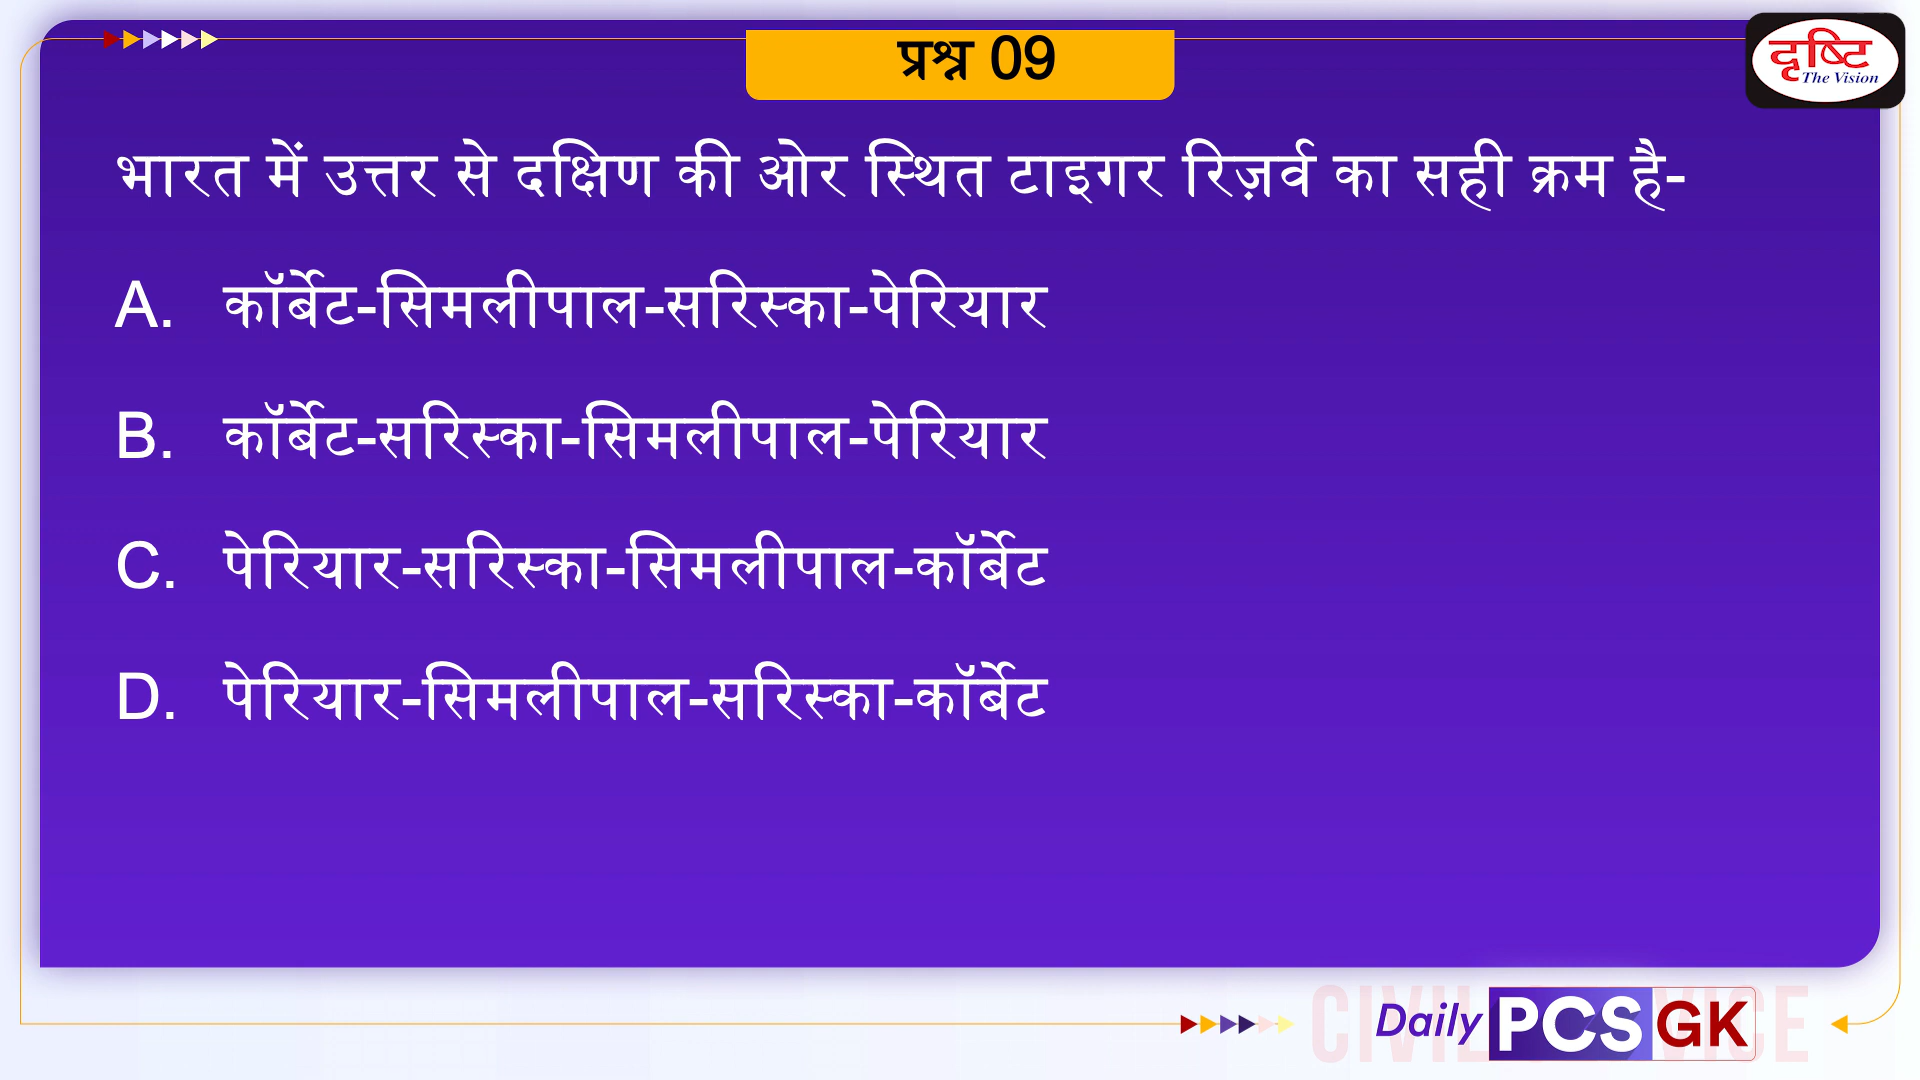 प्रश्न 09
दृष्टि
The Vision
भारत में उत्तर से दक्षिण की ओर स्थित टाइगर रिज़र्व का सही क्रम है-
A. कॉर्बेट-सिमलीपाल-सरिस्का-पेरियार
B. कॉर्बेट-सरिस्का-सिमलीपाल-पेरियार
C. पेरियार-सरिस्का-सिमलीपाल-कॉर्बेट
D. पेरियार-सिमलीपाल-सरिस्का-कॉर्बेट
Daily PCS GK